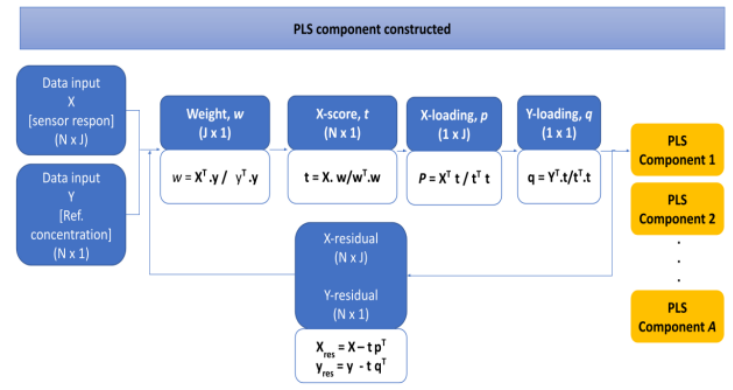 PLS component constructed
Data input
X
[sensor respon]
(N x J)
Data input
Y
[Ref.
concentration]
(N x 1)
Weight, w
(J x 1)
w = Xᵀ .y / yᵀ.y
X-score, t
(N x 1)
t = X. w/wᵀ.w
X-loading, p
(1 x J)
P = Xᵀ t / tᵀ t
Y-loading, q
(1 x 1)
q = Yᵀ.t/tᵀ.t
PLS
Component 1
PLS
Component 2
.
.
.
PLS
Component A
X-residual
(N x J)
Y-residual
(N x 1)
X_res = X – t pᵀ
y_res = y - t qᵀ